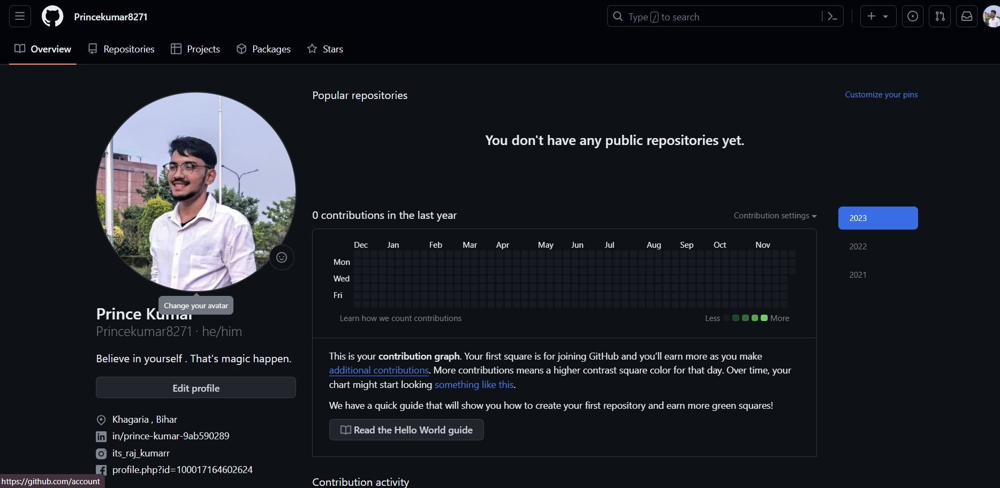 Princekumar8271
Type / to search
Overview
Repositories
Projects
Packages
Stars
Popular repositories
Customize your pins
You don't have any public repositories yet.
0 contributions in the last year
Contribution settings
2023
2022
2021
Dec Jan Feb Mar Apr May Jun Jul Aug Sep Oct Nov
Mon
Wed
Fri
Learn how we count contributions
Less More
This is your contribution graph. Your first square is for joining GitHub and you’ll earn more as you make
additional contributions. More contributions means a higher contrast square color for that day. Over time, your
chart might start looking something like this.
We have a quick guide that will show you how to create your first repository and earn more green squares!
Read the Hello World guide
Contribution activity
Change your avatar
Prince Kumar
Princekumar8271 · he/him
Believe in yourself . That's magic happen.
Edit profile
Khagaria , Bihar
in/prince-kumar-9ab590289
its_raj_kumarr
profile.php?id=100017164602624
https://github.com/account